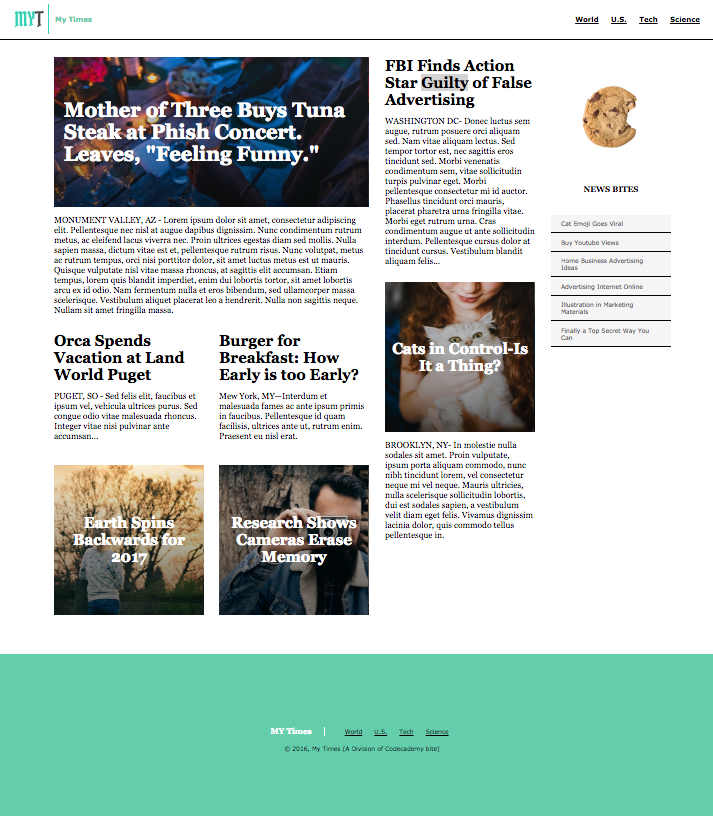 MYT
My Times
World U.S. Tech Science
Mother of Three Buys Tuna
Steak at Phish Concert.
Leaves, "Feeling Funny."
MONUMENT VALLEY, AZ - Lorem ipsum dolor sit amet, consectetur adipiscing
elit. Pellentesque nec nisl at augue dapibus dignissim. Nunc condimentum rutrum
metus, ac eleifend lacus viverra nec. Proin ultrices egestas diam sed mollis. Nulla
sapien massa, dictum vitae est et, pellentesque rutrum risus. Nunc volutpat, metus
ac rutrum tempus, orci nisi porttitor dolor, sit amet luctus metus est ut mauris.
Quisque vulputate nisl vitae massa rhoncus, at sagittis elit accumsan. Etiam
tempus, lorem quis blandit imperdiet, enim dui lobortis tortor, sit amet lobortis
arcu ex id odio. Nam fermentum nulla et eros bibendum, sed ullamcorper massa
scelerisque. Vestibulum aliquet placerat leo a hendrerit. Nulla non sagittis neque.
Nullam sit amet fringilla massa.
Orca Spends
Vacation at Land
World Puget
PUGET, SO - Sed felis elit, faucibus et
ipsum vel, vehicula ultrices purus. Sed
congue odio vitae malesuada rhoncus.
Integer vitae nisi pulvinar ante
accumsan...
Burger for
Breakfast: How
Early is too Early?
Mew York, MY—Interdum et
malesuada fames ac ante ipsum primis
in faucibus. Pellentesque id quam
facilisis, ultrices ante ut, rutrum enim.
Praesent eu nisl erat.
Earth Spins
Backwards for
2017
Research Shows
Cameras Erase
Memory
FBI Finds Action
Star Guilty of False
Advertising
WASHINGTON DC- Donec luctus sem
augue, rutrum posuere orci aliquam
sed. Nam vitae aliquam lectus. Sed
tempor tortor est, nec sagittis eros
tincidunt sed. Morbi venenatis
condimentum sem, vitae sollicitudin
turpis pulvinar eget. Morbi
pellentesque consectetur mi id auctor.
Phasellus tincidunt orci mauris,
placerat pharetra urna fringilla vitae.
Morbi eget rutrum urna. Cras
condimentum augue ut ante sollicitudin
interdum. Pellentesque cursus dolor at
tincidunt cursus. Vestibulum blandit
aliquam felis...
Cats in Control-Is
It a Thing?
BROOKLYN, NY- In molestie nulla
sodales sit amet. Proin vulputate,
ipsum porta aliquam commodo, nunc
nibh tincidunt lorem, vel consectetur
neque mi vel neque. Mauris ultricies,
nulla scelerisque sollicitudin lobortis,
dui est sodales sapien, a vestibulum
velit diam eget felis. Vivamus dignissim
lacinia dolor, quis commodo tellus
pellentesque in.
NEWS BITES
Cat Emoji Goes Viral
Buy Youtube Views
Home Business Advertising
Ideas
Advertising Internet Online
Illustration in Marketing
Materials
Finally a Top Secret Way You
Can
MY Times World U.S. Tech Science
© 2016, My Times (A Division of Codecademy bite)